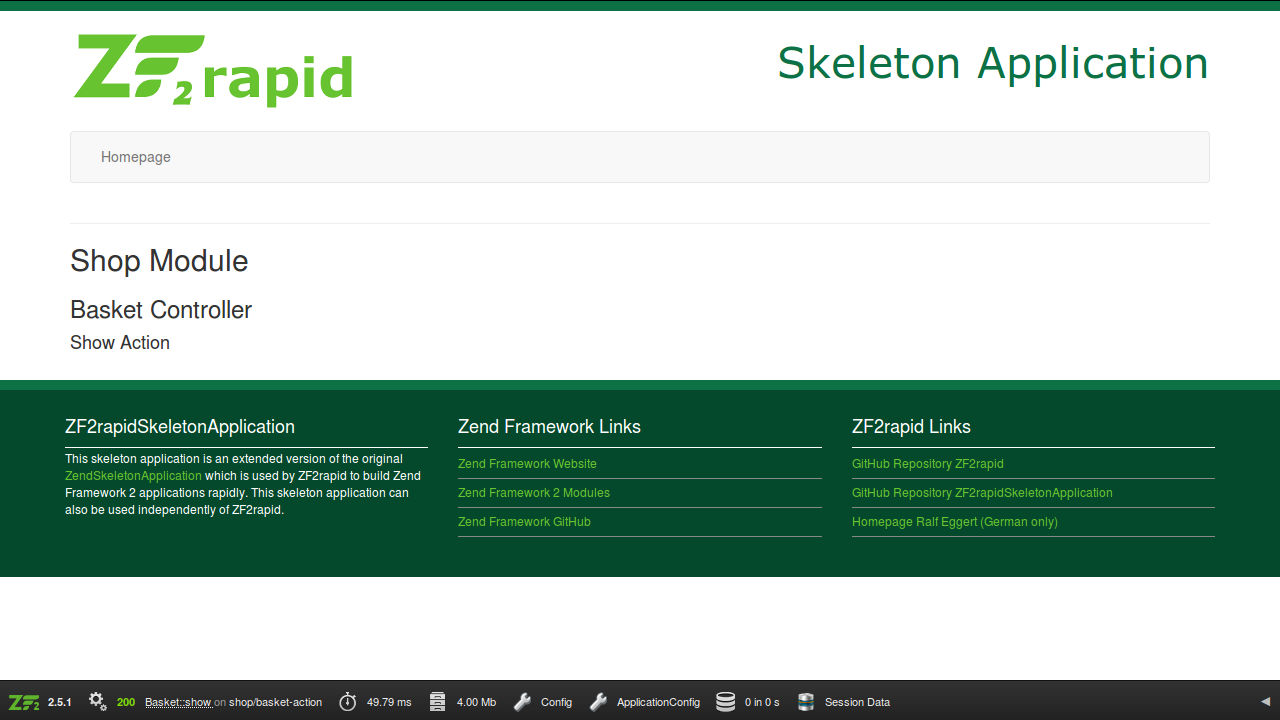 ZF2rapid
Skeleton Application
Homepage
Shop Module
Basket Controller
Show Action
ZF2rapidSkeletonApplication
This skeleton application is an extended version of the original
ZendSkeletonApplication which is used by ZF2rapid to build Zend
Framework 2 applications rapidly. This skeleton application can
also be used independently of ZF2rapid.
Zend Framework Links
Zend Framework Website
Zend Framework 2 Modules
Zend Framework GitHub
ZF2rapid Links
GitHub Repository ZF2rapid
GitHub Repository ZF2rapidSkeletonApplication
Homepage Ralf Eggert (German only)
ZF2 2.5.1 200 Basket::show on shop/basket-action 49.79 ms 4.00 Mb Config ApplicationConfig 0 in 0 s Session Data